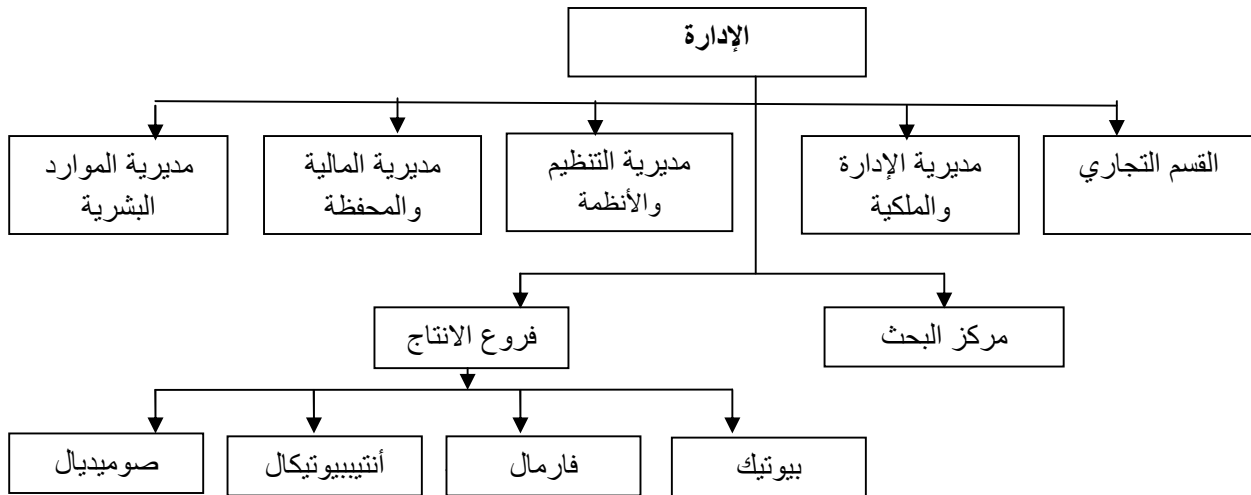 الإدارة
القسم التجاري
مديرية الإدارة
والملكية
مديرية التنظيم
والأنظمة
مديرية المالية
والمحفظة
مديرية الموارد
البشرية
مركز البحث
فروع الانتاج
بيوتيك
فارمال
أنتيبيوتيكال
صوميديال